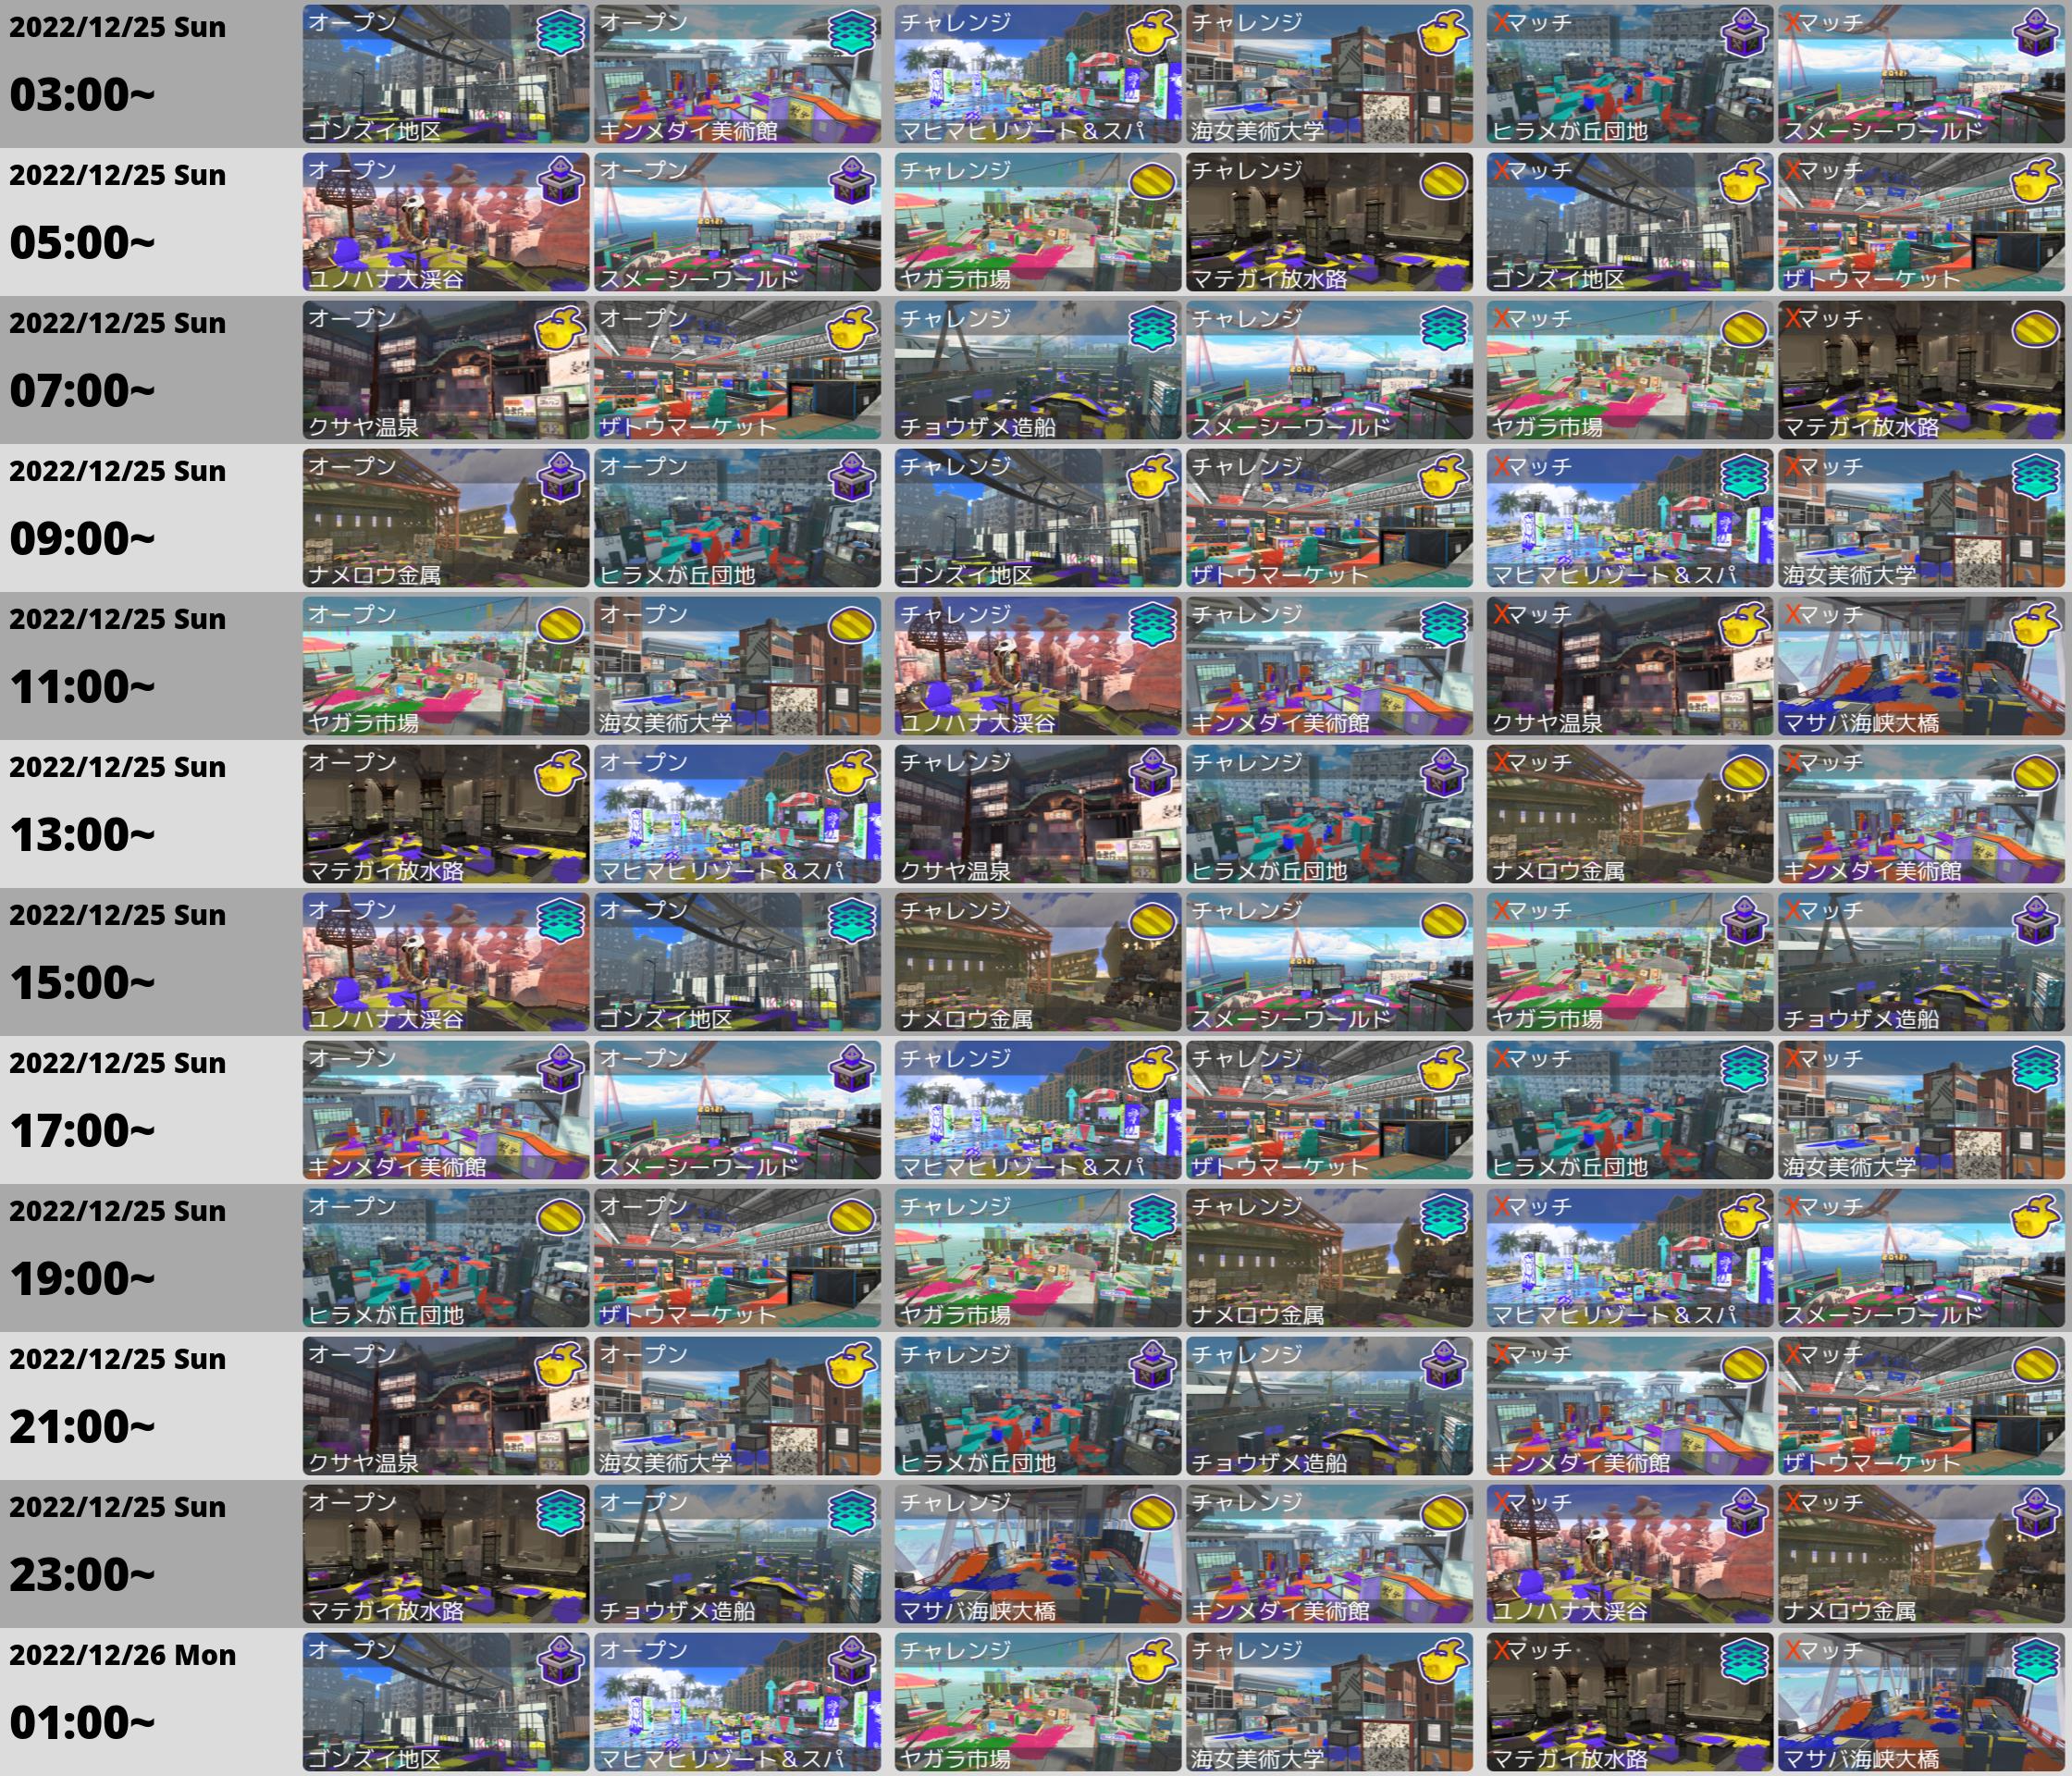 2022/12/25 Sun
03:00~
オープン オープン チャレンジ チャレンジ Xマッチ Xマッチ
ゴンズイ地区 キンメダイ美術館 マヒマヒリゾート＆スパ 海女美術大学 ヒラメが丘団地 スメーシーワールド
2022/12/25 Sun
05:00~
オープン オープン チャレンジ チャレンジ Xマッチ Xマッチ
ユノハナ大渓谷 スメーシーワールド ヤガラ市場 マテガイ放水路 ゴンズイ地区 ザトウマーケット
2022/12/25 Sun
07:00~
オープン オープン チャレンジ チャレンジ Xマッチ Xマッチ
クサヤ温泉 ザトウマーケット チョウザメ造船 スメーシーワールド ヤガラ市場 マテガイ放水路
2022/12/25 Sun
09:00~
オープン オープン チャレンジ チャレンジ Xマッチ Xマッチ
ナメロウ金属 ヒラメが丘団地 ゴンズイ地区 ザトウマーケット マヒマヒリゾート＆スパ 海女美術大学
2022/12/25 Sun
11:00~
オープン オープン チャレンジ チャレンジ Xマッチ Xマッチ
ヤガラ市場 海女美術大学 ユノハナ大渓谷 キンメダイ美術館 クサヤ温泉 マサバ海峡大橋
2022/12/25 Sun
13:00~
オープン オープン チャレンジ チャレンジ Xマッチ Xマッチ
マテガイ放水路 マヒマヒリゾート＆スパ クサヤ温泉 ヒラメが丘団地 ナメロウ金属 キンメダイ美術館
2022/12/25 Sun
15:00~
オープン オープン チャレンジ チャレンジ Xマッチ Xマッチ
ユノハナ大渓谷 ゴンズイ地区 ナメロウ金属 スメーシーワールド ヤガラ市場 チョウザメ造船
2022/12/25 Sun
17:00~
オープン オープン チャレンジ チャレンジ Xマッチ Xマッチ
キンメダイ美術館 スメーシーワールド マヒマヒリゾート＆スパ ザトウマーケット ヒラメが丘団地 海女美術大学
2022/12/25 Sun
19:00~
オープン オープン チャレンジ チャレンジ Xマッチ Xマッチ
ヒラメが丘団地 ザトウマーケット ヤガラ市場 ナメロウ金属 マヒマヒリゾート＆スパ スメーシーワールド
2022/12/25 Sun
21:00~
オープン オープン チャレンジ チャレンジ Xマッチ Xマッチ
クサヤ温泉 海女美術大学 ヒラメが丘団地 チョウザメ造船 キンメダイ美術館 ザトウマーケット
2022/12/25 Sun
23:00~
オープン オープン チャレンジ チャレンジ Xマッチ Xマッチ
マテガイ放水路 チョウザメ造船 マサバ海峡大橋 キンメダイ美術館 ユノハナ大渓谷 ナメロウ金属
2022/12/26 Mon
01:00~
オープン オープン チャレンジ チャレンジ Xマッチ Xマッチ
ゴンズイ地区 マヒマヒリゾート＆スパ ヤガラ市場 海女美術大学 マテガイ放水路 マサバ海峡大橋